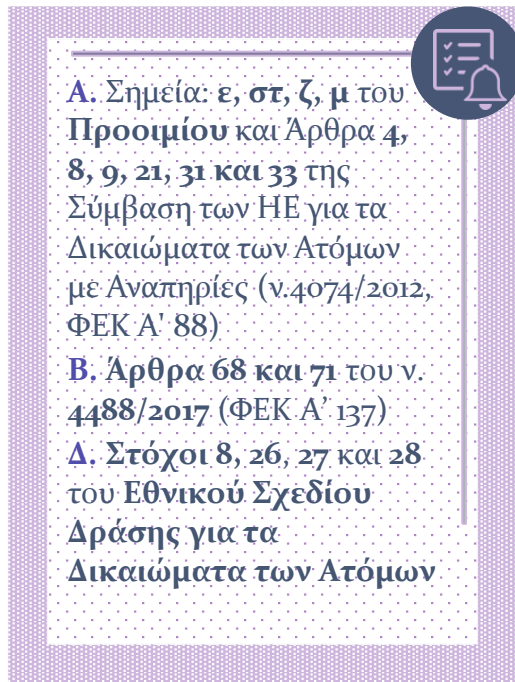 Α. Σημεία: ε, στ, ζ, μ του
Προοιμίου και Άρθρα 4,
8, 9, 21, 31 και 33 της
Σύμβαση των ΗΕ για τα
Δικαιώματα των Ατόμων
με Αναπηρίες (ν.4074/2012,
ΦΕΚ Α' 88)
Β. Άρθρα 68 και 71 του ν.
4488/2017 (ΦΕΚ Α’ 137)
Δ. Στόχοι 8, 26, 27 και 28
του Εθνικού Σχεδίου
Δράσης για τα
Δικαιώματα των Ατόμων